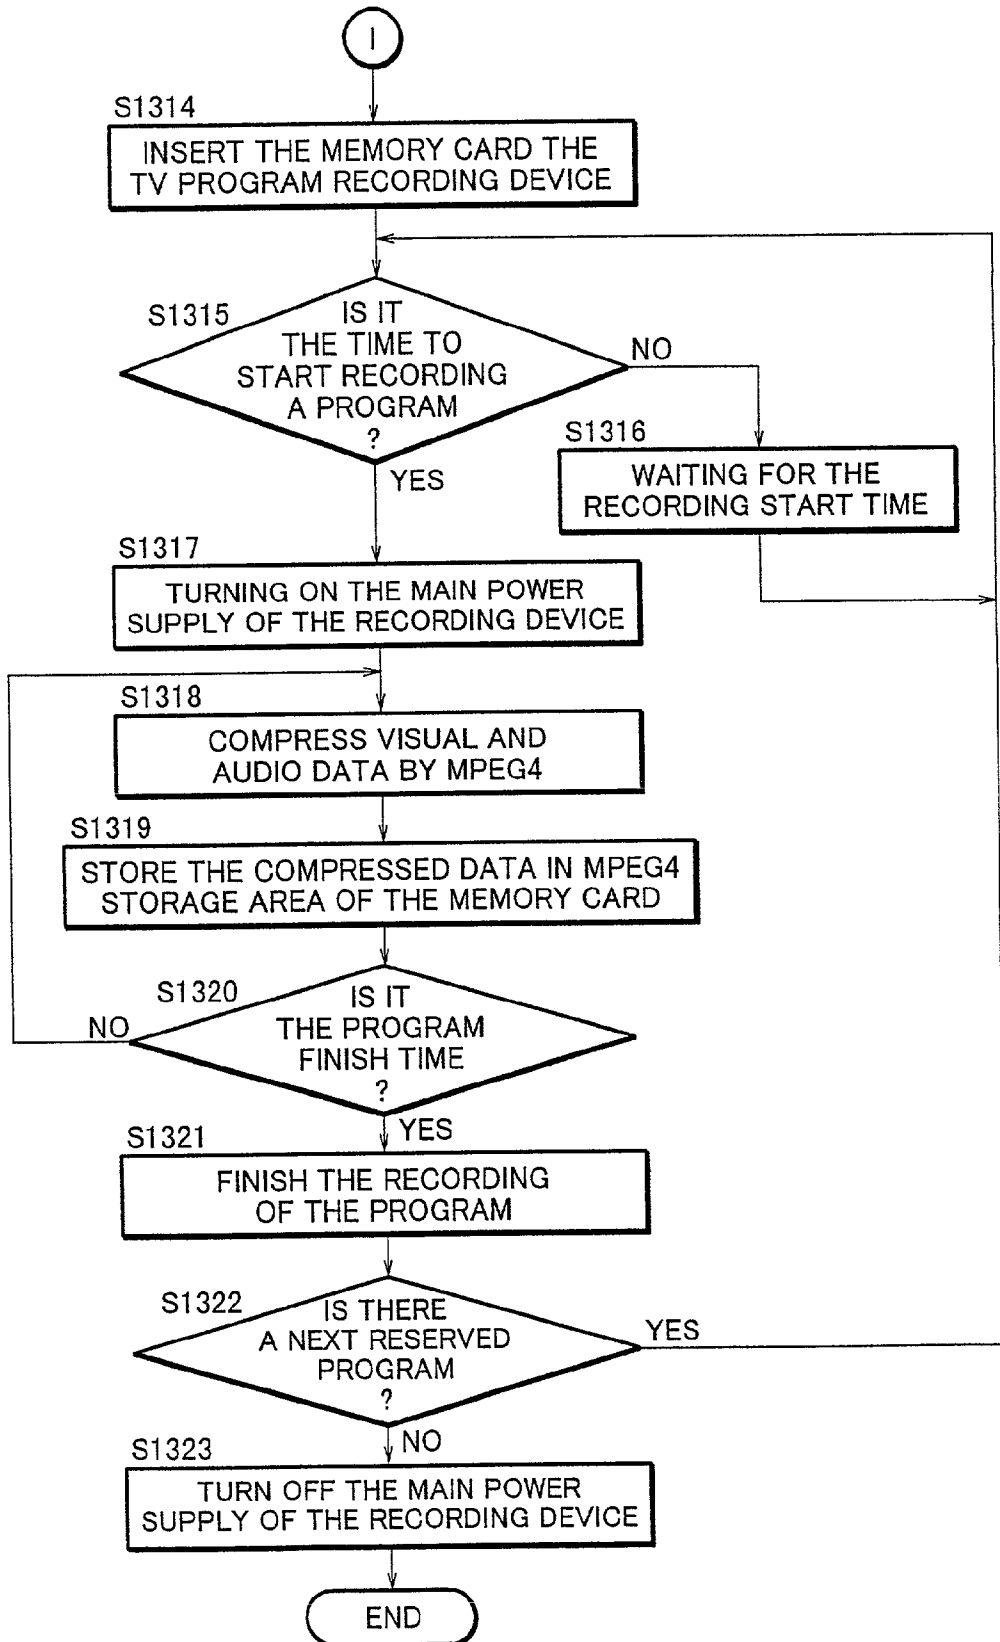 I
S1314
INSERT THE MEMORY CARD THE
TV PROGRAM RECORDING DEVICE
S1315
IS IT
THE TIME TO
START RECORDING
A PROGRAM
?
NO
YES
S1316
WAITING FOR THE
RECORDING START TIME
S1317
TURNING ON THE MAIN POWER
SUPPLY OF THE RECORDING DEVICE
S1318
COMPRESS VISUAL AND
AUDIO DATA BY MPEG4
S1319
STORE THE COMPRESSED DATA IN MPEG4
STORAGE AREA OF THE MEMORY CARD
S1320
IS IT
THE PROGRAM
FINISH TIME
?
NO
YES
S1321
FINISH THE RECORDING
OF THE PROGRAM
S1322
IS THERE
A NEXT RESERVED
PROGRAM
?
YES
NO
S1323
TURN OFF THE MAIN POWER
SUPPLY OF THE RECORDING DEVICE
END